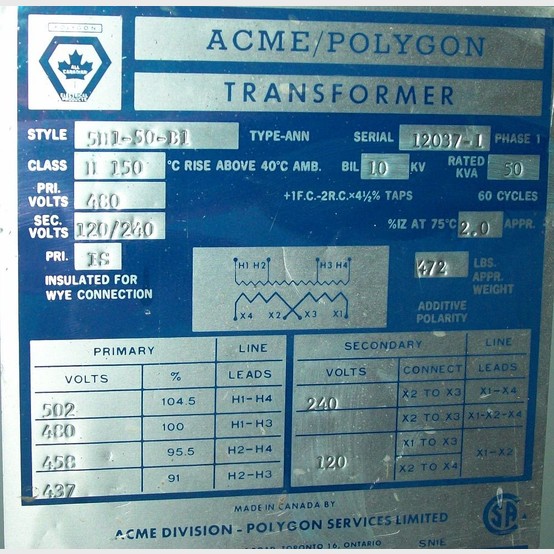 POLYGON
ALL CANADIAN
ELECTRICAL PRODUCTS
ACME/POLYGON
TRANSFORMER
STYLE 5H1-50-B1 TYPE-ANN SERIAL 12037-1 PHASE 1
CLASS H 150 °C RISE ABOVE 40°C AMB. BIL 10 KV RATED KVA 50
PRI. VOLTS 480 +1F.C.-2R.C.×4½% TAPS 60 CYCLES
SEC. VOLTS 120/240 %IZ AT 75°C 2.0 APPR.
PRI. IS
INSULATED FOR
WYE CONNECTION
H1 H2 H3 H4
X4 X2 X3 X1
472 LBS. APPR. WEIGHT
ADDITIVE
POLARITY
PRIMARY LINE SECONDARY LINE
VOLTS % LEADS VOLTS CONNECT LEADS
502 104.5 H1-H4 240 X2 TO X3 X1-X4
480 100 H1-H3 X2 TO X3 X1-X2-X4
458 95.5 H2-H4 120 X1 TO X3 X1-X2
437 91 H2-H3 X2 TO X4
MADE IN CANADA BY
ACME DIVISION - POLYGON SERVICES LIMITED
TORONTO 16, ONTARIO
SA